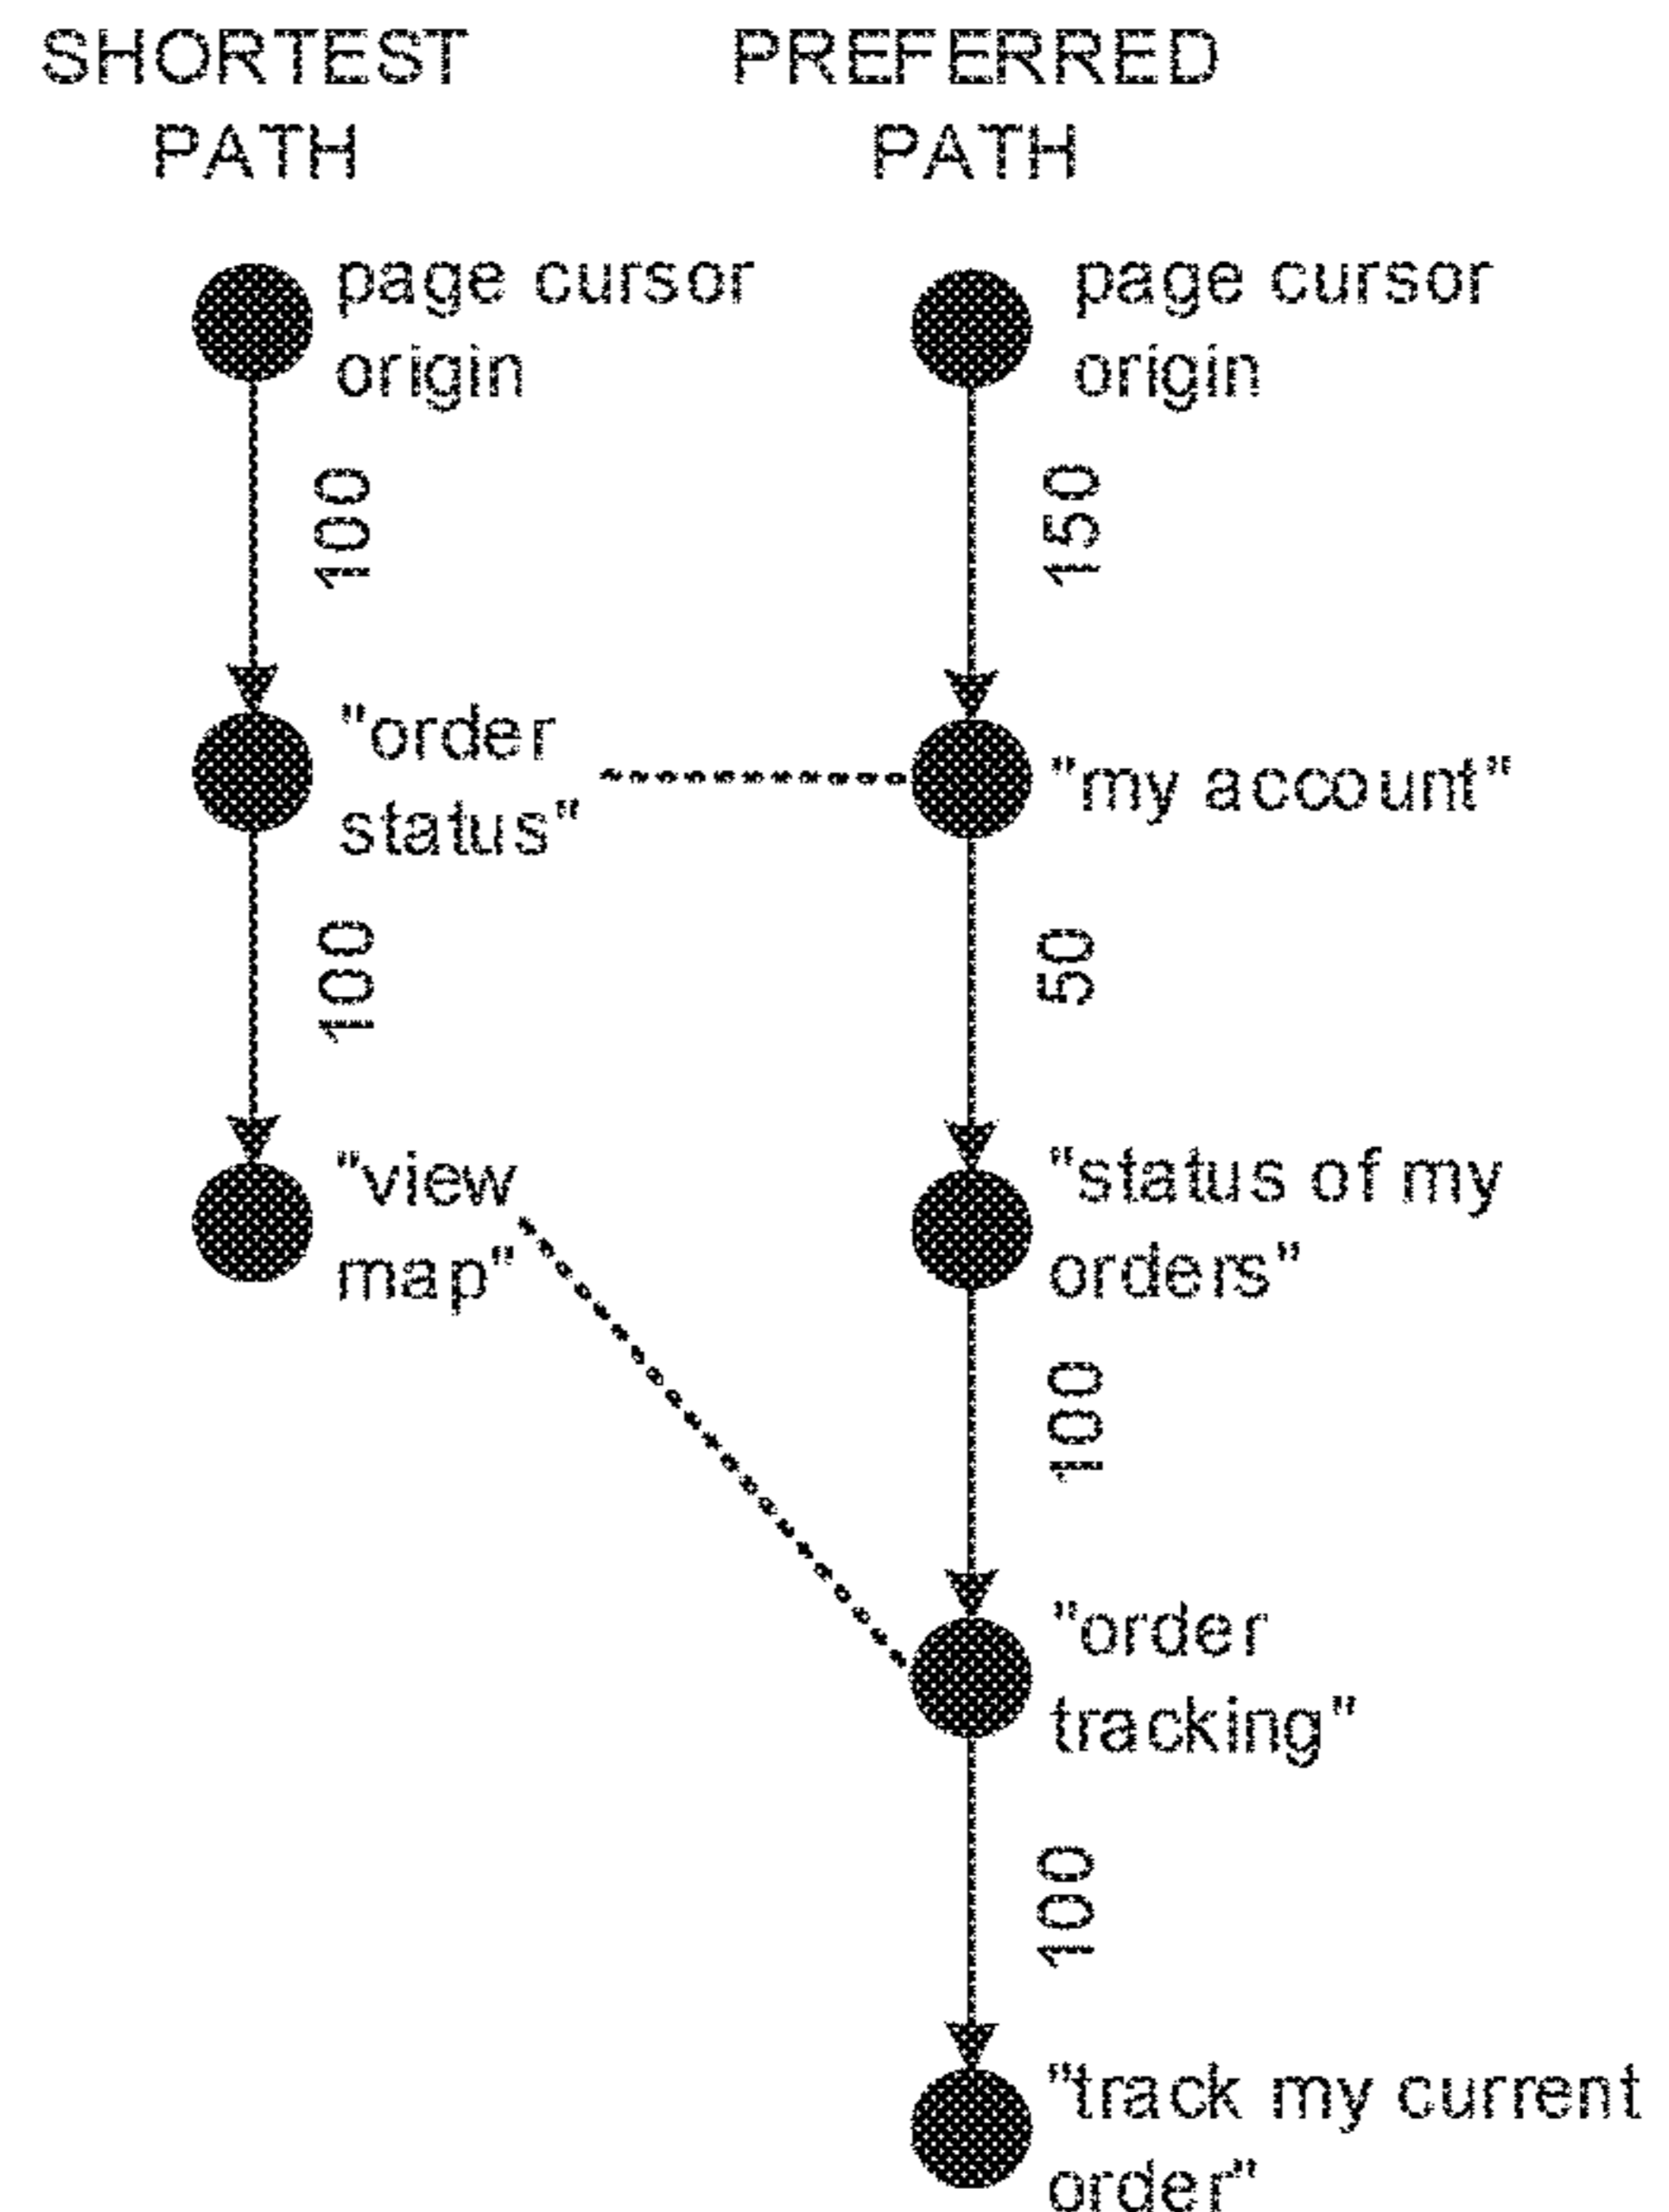 SHORTEST
PATH
PREFERRED
PATH
page cursor
origin
page cursor
origin
100
150
"order
status"
"my account"
100
50
"view
map"
"status of my
orders"
100
"order
tracking"
100
"track my current
order"